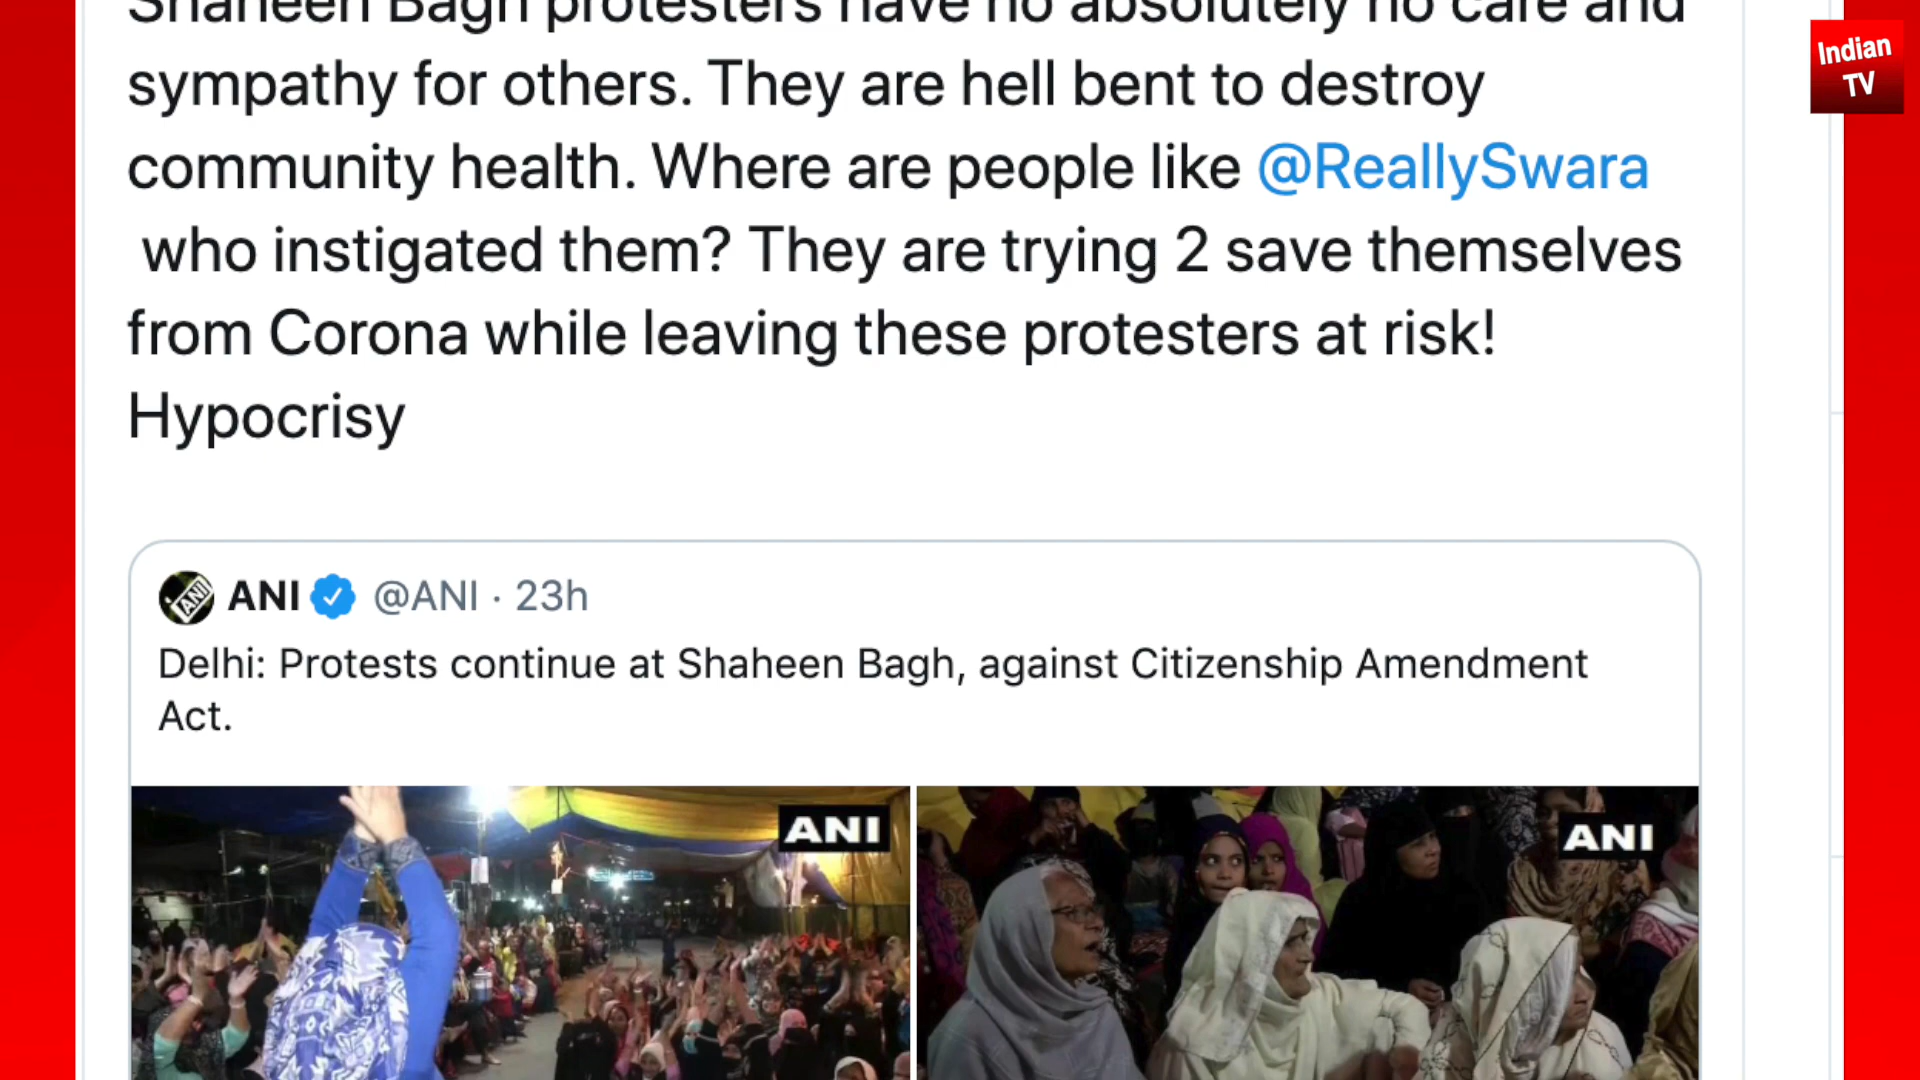 Shaheen Bagh protesters have no absolutely no care and
sympathy for others. They are hell bent to destroy
community health. Where are people like @ReallySwara
who instigated them? They are trying 2 save themselves
from Corona while leaving these protesters at risk!
Hypocrisy
Indian
TV
ANI @ANI · 23h
Delhi: Protests continue at Shaheen Bagh, against Citizenship Amendment
Act.
ANI
ANI
ANI